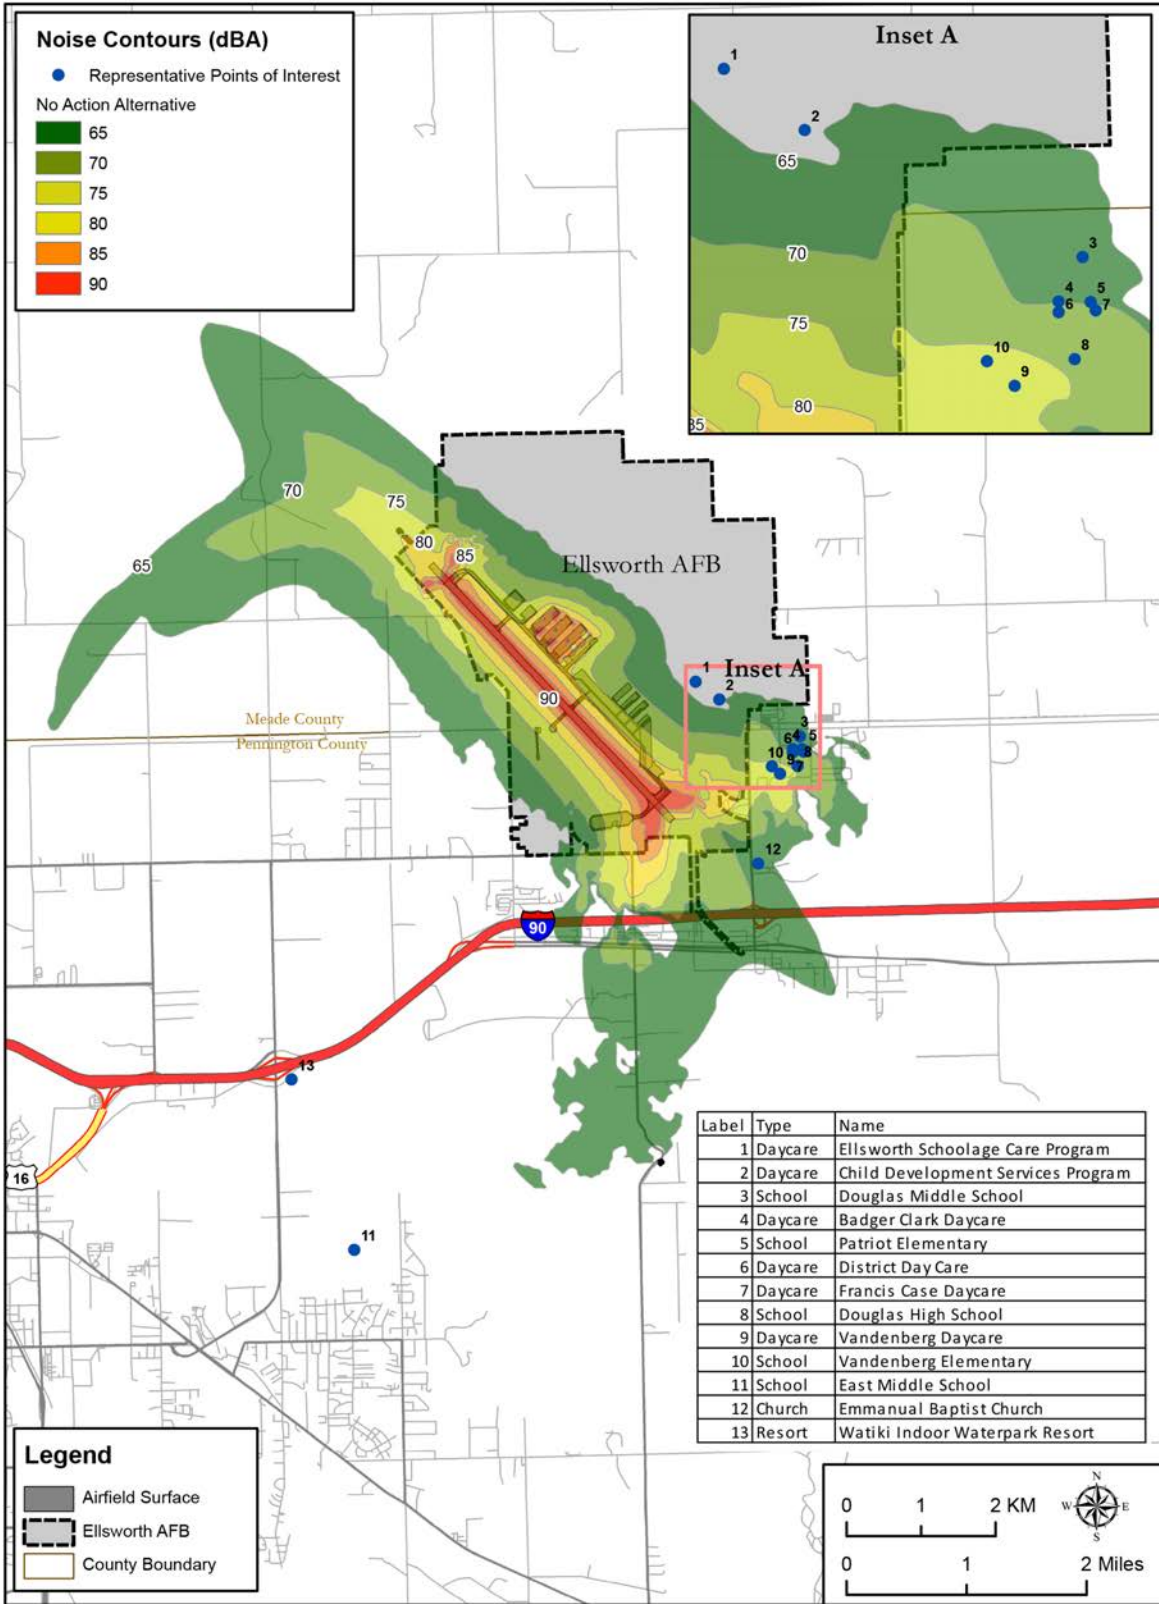 Noise Contours (dBA)
Representative Points of Interest
No Action Alternative
65
70
75
80
85
90
Inset A
1
2
65
70
3
4 5
6 7
75
10
8
9
80
85
70
75
80
85
65
Ellsworth AFB
1
Inset A
2
90
Meade County
Pennington County
3
6 4 5
8
10 9
7
12
90
13
16
11
Label Type Name
1 Daycare Ellsworth Schoolage Care Program
2 Daycare Child Development Services Program
3 School Douglas Middle School
4 Daycare Badger Clark Daycare
5 School Patriot Elementary
6 Daycare District Day Care
7 Daycare Francis Case Daycare
8 School Douglas High School
9 Daycare Vandenberg Daycare
10 School Vandenberg Elementary
11 School East Middle School
12 Church Emmanual Baptist Church
13 Resort Watiki Indoor Waterpark Resort
Legend
Airfield Surface
Ellsworth AFB
County Boundary
N
W E
S
0 1 2 KM
0 1 2 Miles